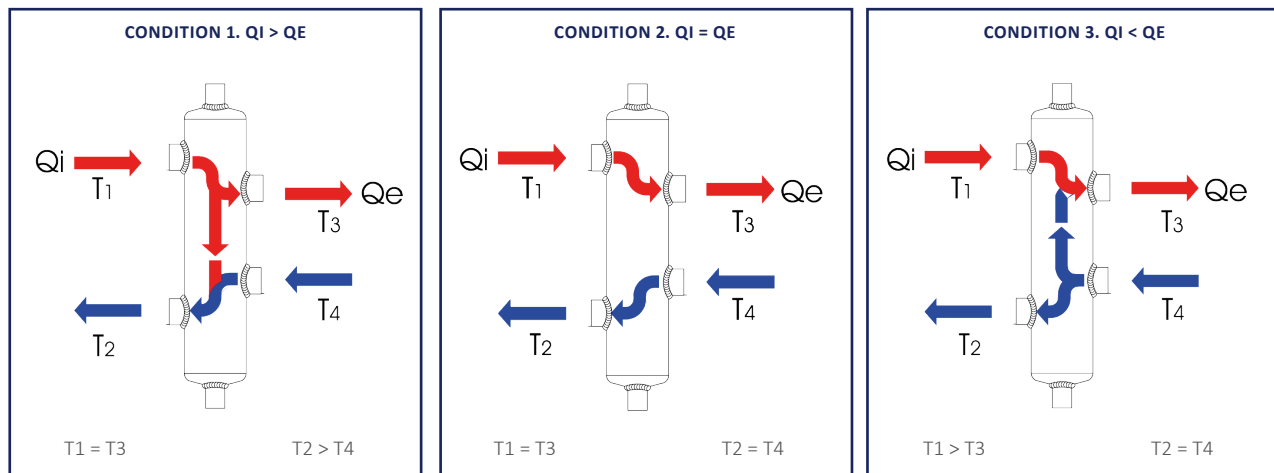 CONDITION 1. QI > QE
Qi
T1
Qe
T3
T4
T2
T1 = T3
T2 > T4
CONDITION 2. QI = QE
Qi
T1
Qe
T3
T4
T2
T1 = T3
T2 = T4
CONDITION 3. QI < QE
Qi
T1
Qe
T3
T4
T2
T1 > T3
T2 = T4